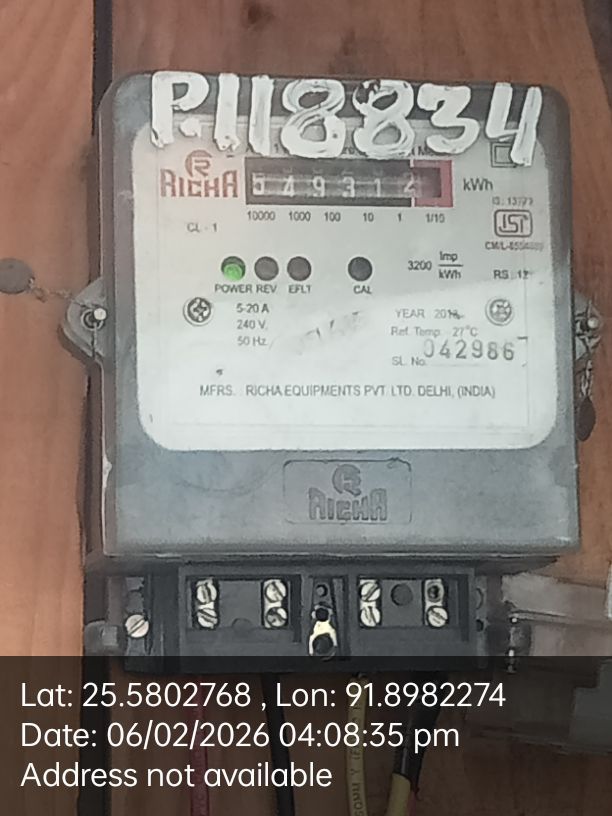 P.118834
RICHA
5 4 9 3 1 2
kWh
10000 1000 100 10 1 1/10
IS: 13779
ISI
CL - 1
3200 Imp/kWh
RS. 12
POWER REV EFLT CAL
5-20 A
240 V.
50 Hz.
YEAR
Ref. Temp. 27°C
SL. No. 042986
MFRS. RICHA EQUIPMENTS PVT. LTD. DELHI, (INDIA)
RICHA
Lat: 25.5802768 , Lon: 91.8982274
Date: 06/02/2026 04:08:35 pm
Address not available